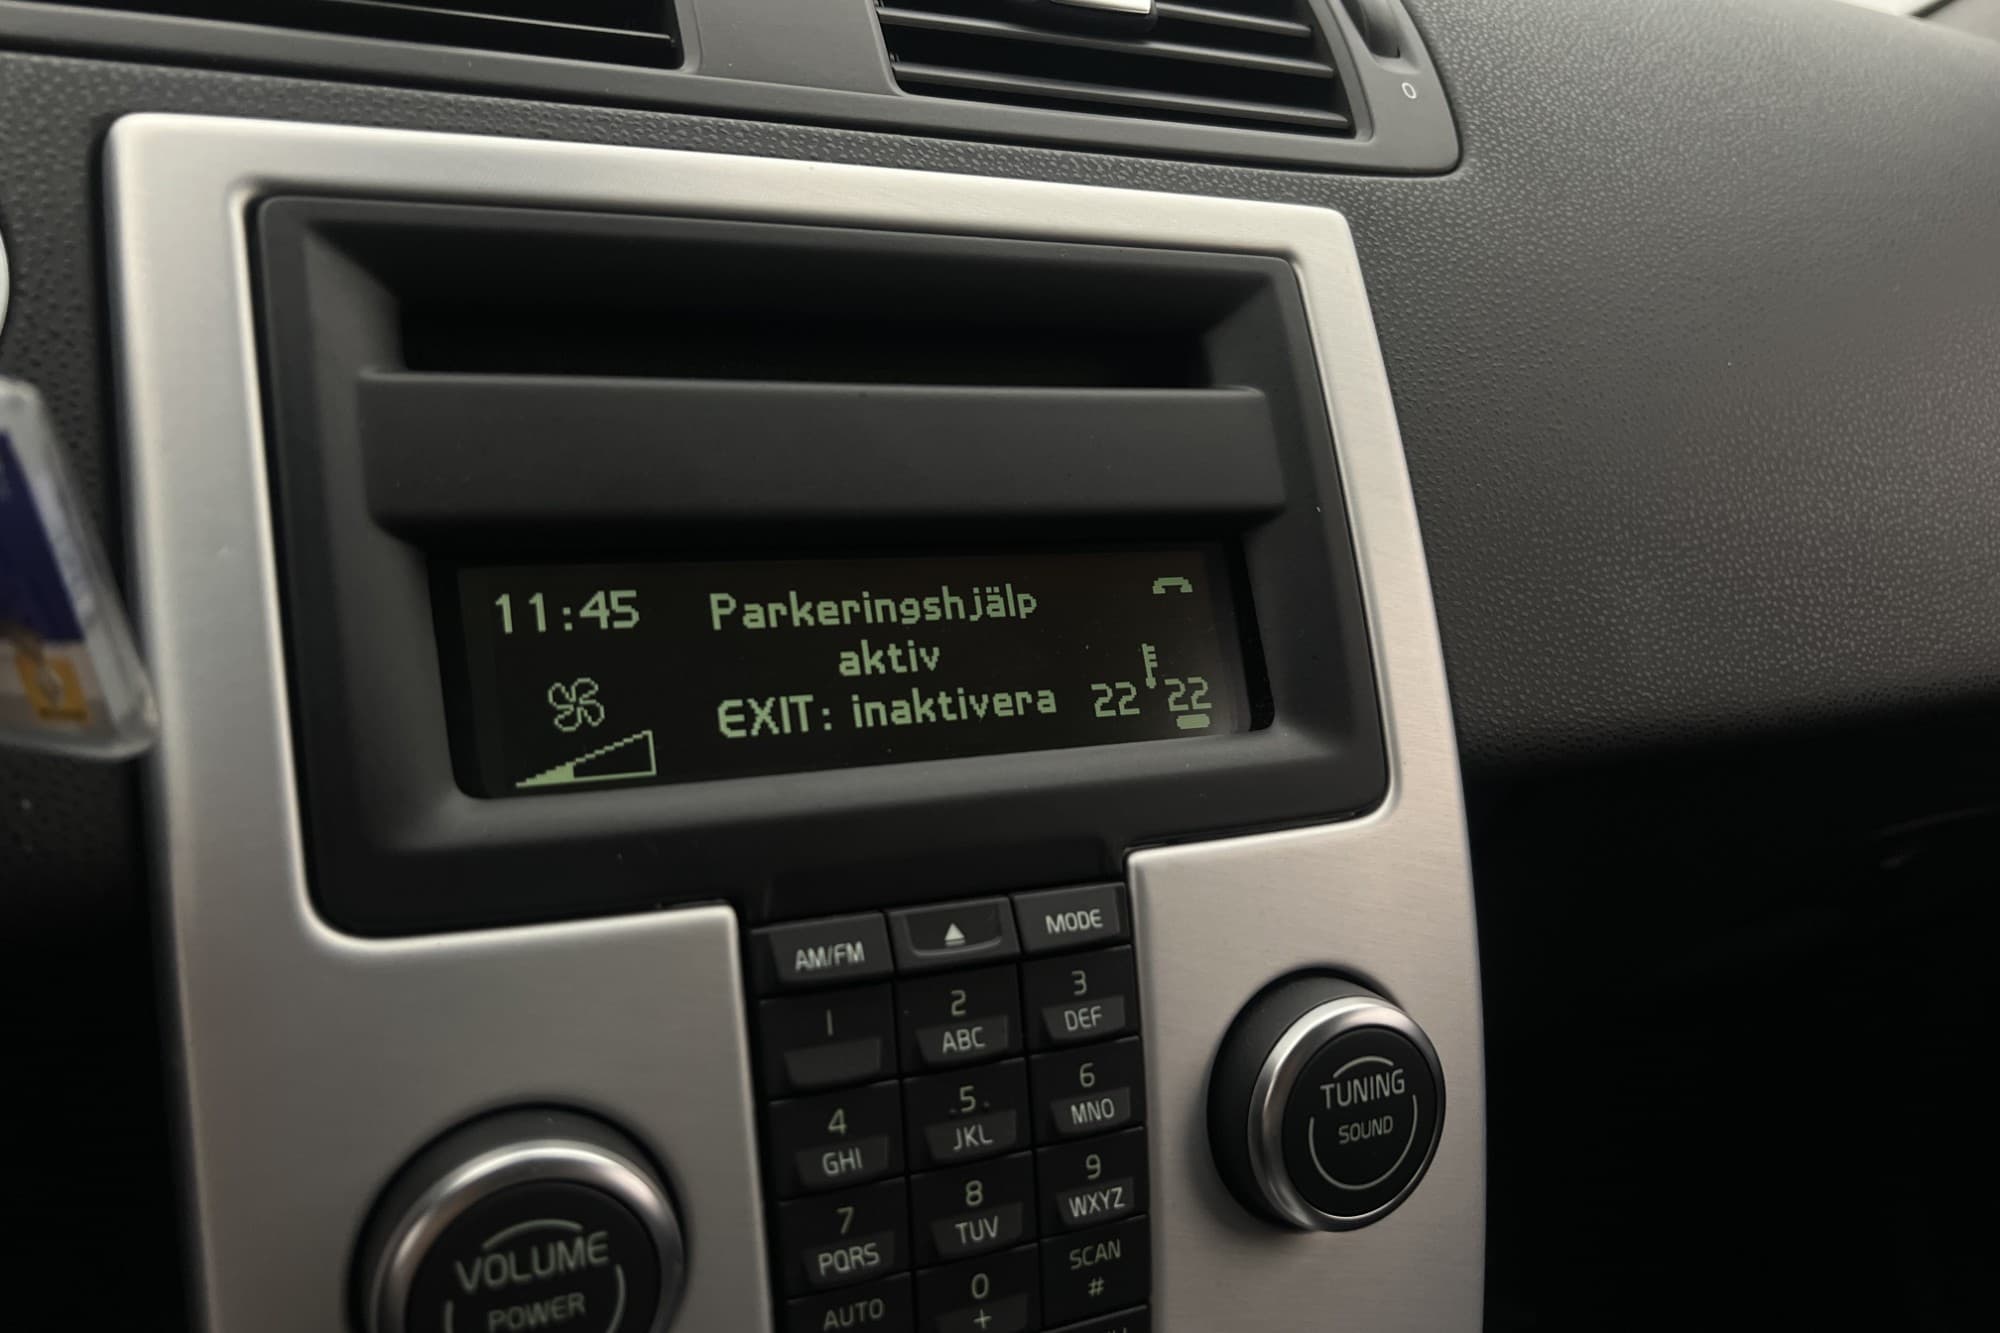 11:45 Parkeringshjälp
aktiv
EXIT: inaktivera 22 22
AM/FM MODE
1 2 ABC 3 DEF
4 GHI 5 JKL 6 MNO
7 PQRS 8 TUV 9 WXYZ
AUTO 0 + SCAN #
VOLUME
POWER
TUNING
SOUND